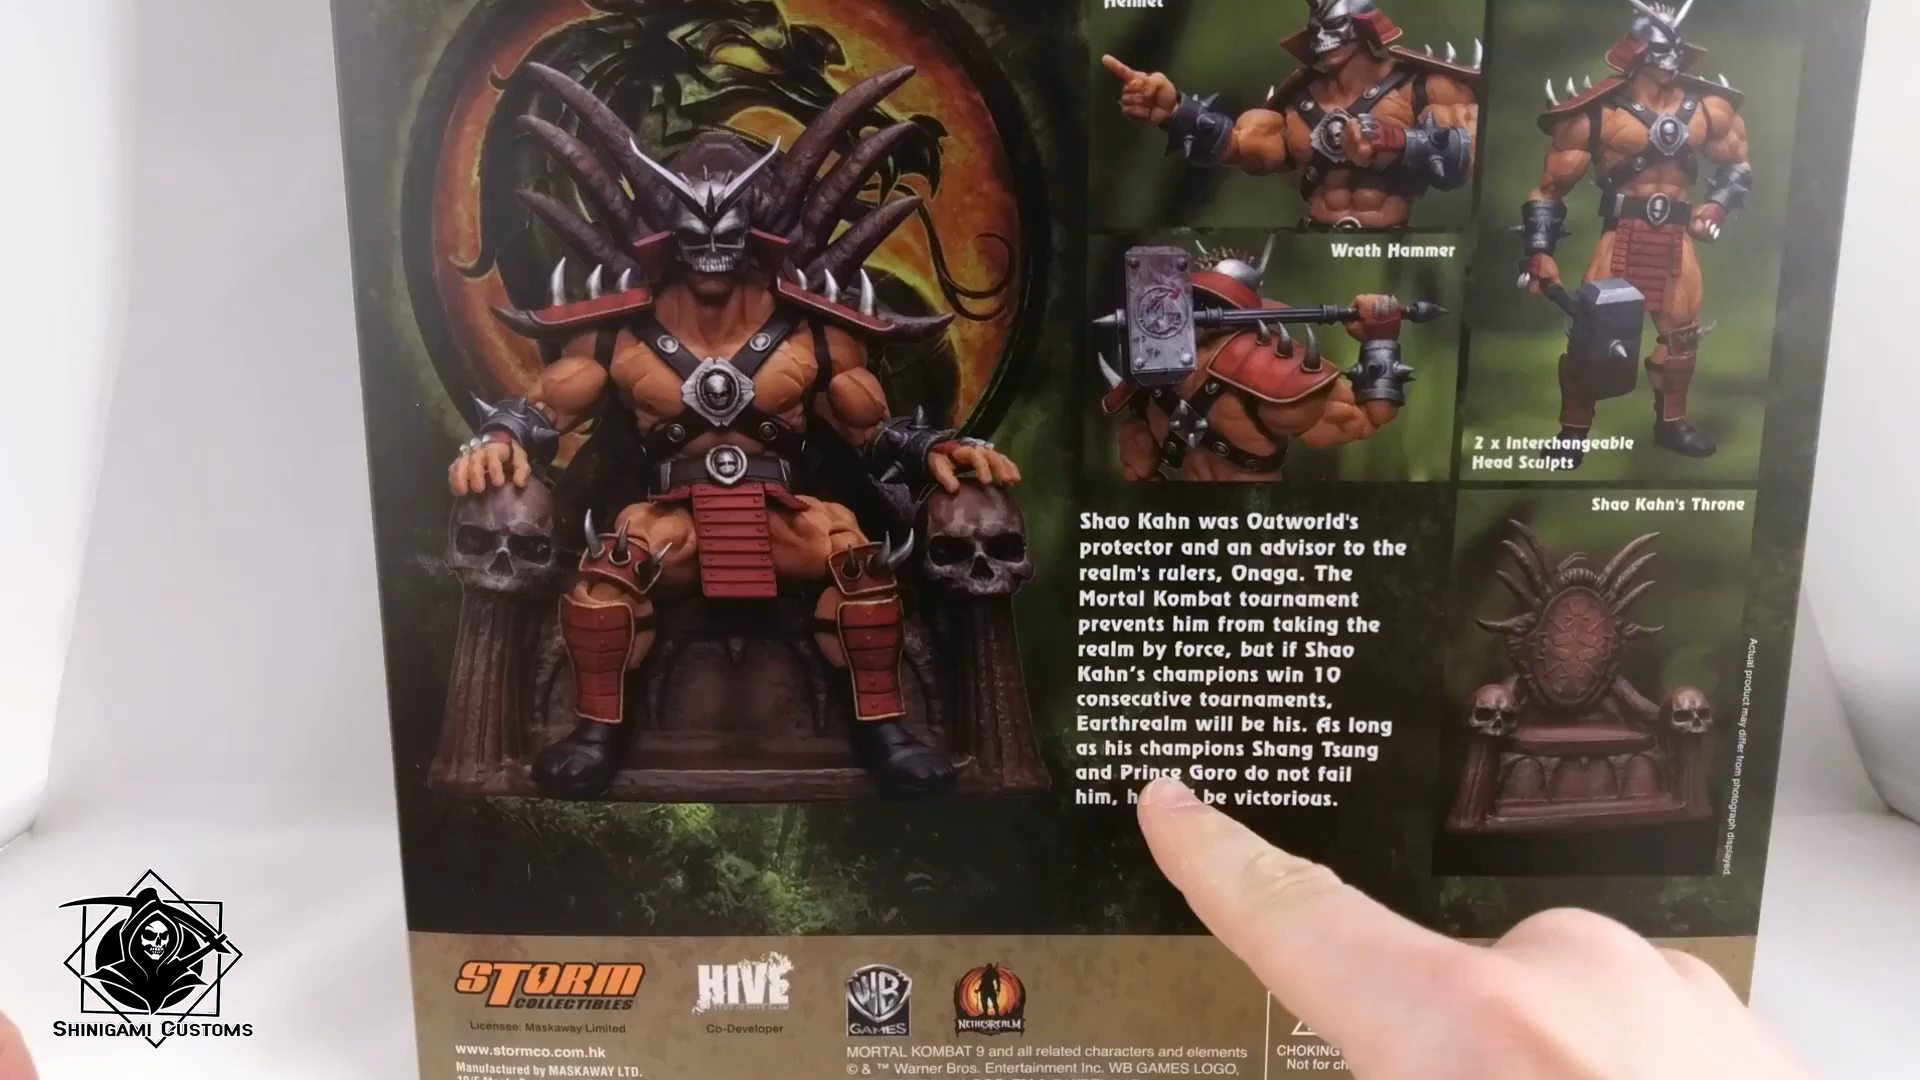 Helmet
Wrath Hammer
2 x Interchangeable
Head Sculpts
Shao Kahn's Throne
Shao Kahn was Outworld's
protector and an advisor to the
realm's rulers, Onaga. The
Mortal Kombat tournament
prevents him from taking the
realm by force, but if Shao
Kahn's champions win 10
consecutive tournaments,
Earthrealm will be his. As long
as his champions Shang Tsung
and Prince Goro do not fail
him, be victorious.
Actual product may differ from photograph displayed.
STORM
COLLECTIBLES
Licensee: Maskaway Limited
www.stormco.com.hk
Manufactured by MASKAWAY LTD.
HIVE
Co-Developer
WB
GAMES
NETHERREALM
MORTAL KOMBAT 9 and all related characters and elements
© & ™ Warner Bros. Entertainment Inc. WB GAMES LOGO,
CHOKING
Not for
SHINIGAMI CUSTOMS